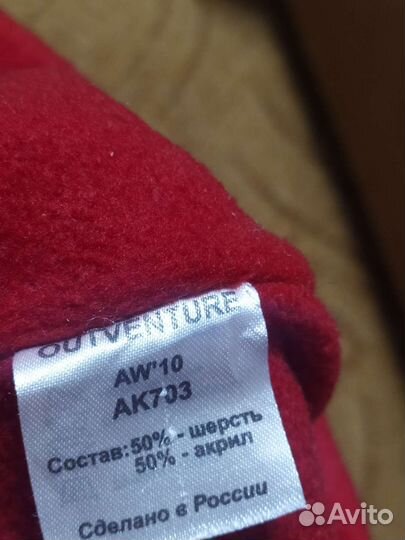 OUTVENTURE
AW'10
AK703
Состав: 50% - шерсть
50% - акрил
Сделано в России
Avito